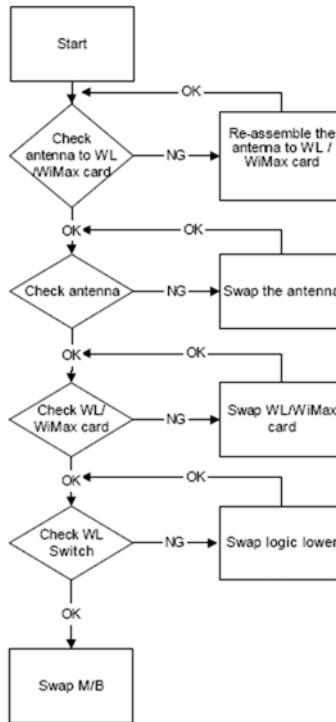 Start
OK
Check
antenna to WL
/WiMax card
NG
Re-assemble the
antenna to WL /
WiMax card
OK
OK
Check antenna
NG
Swap the antenna
OK
OK
Check WL/
WiMax card
NG
Swap WL/WiMax
card
OK
OK
Check WL
Switch
NG
Swap logic lower
OK
Swap M/B